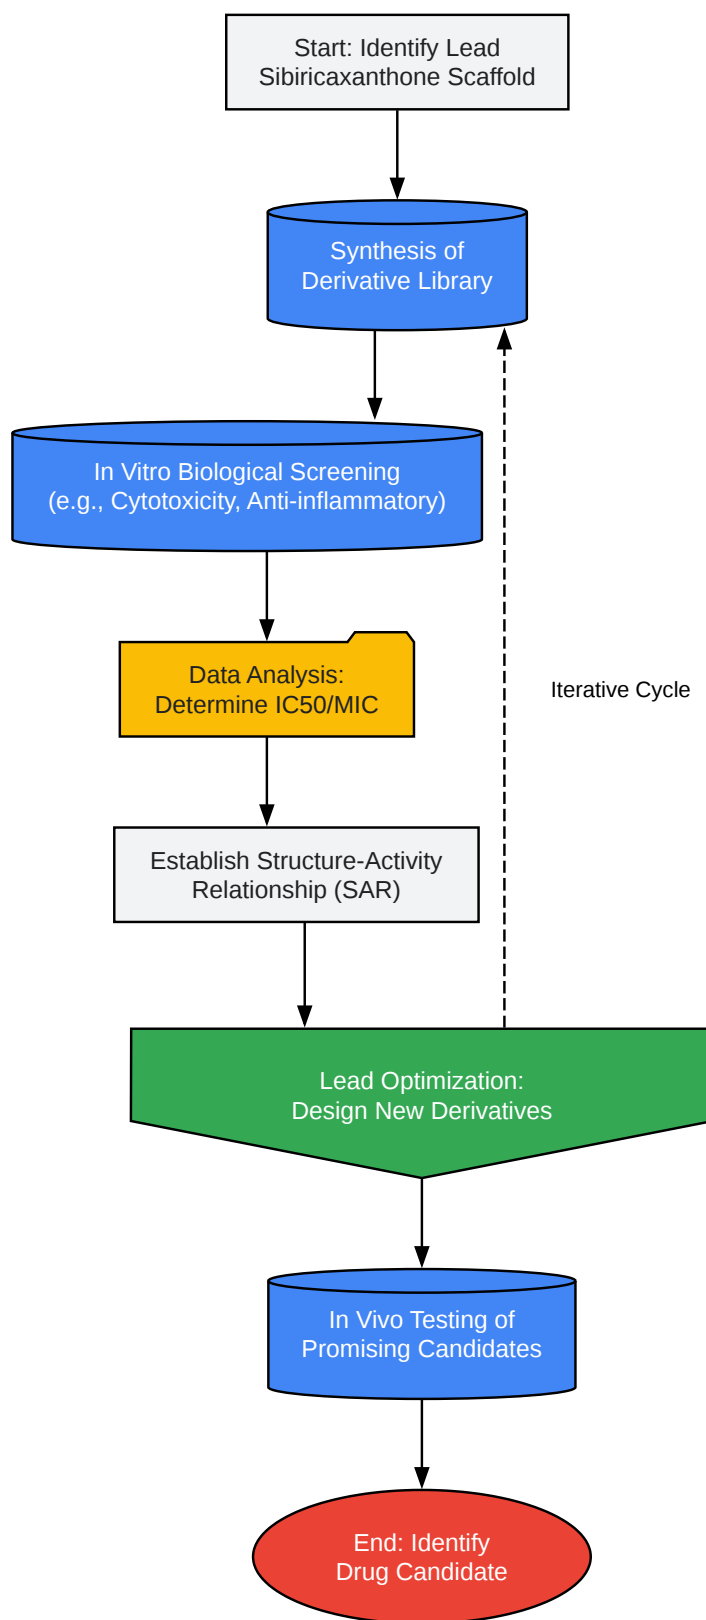 Start: Identify Lead
Sibiricaxanthone Scaffold
Synthesis of
Derivative Library
In Vitro Biological Screening
(e.g., Cytotoxicity, Anti-inflammatory)
Data Analysis:
Determine IC50/MIC
Iterative Cycle
Establish Structure-Activity
Relationship (SAR)
Lead Optimization:
Design New Derivatives
In Vivo Testing of
Promising Candidates
End: Identify
Drug Candidate